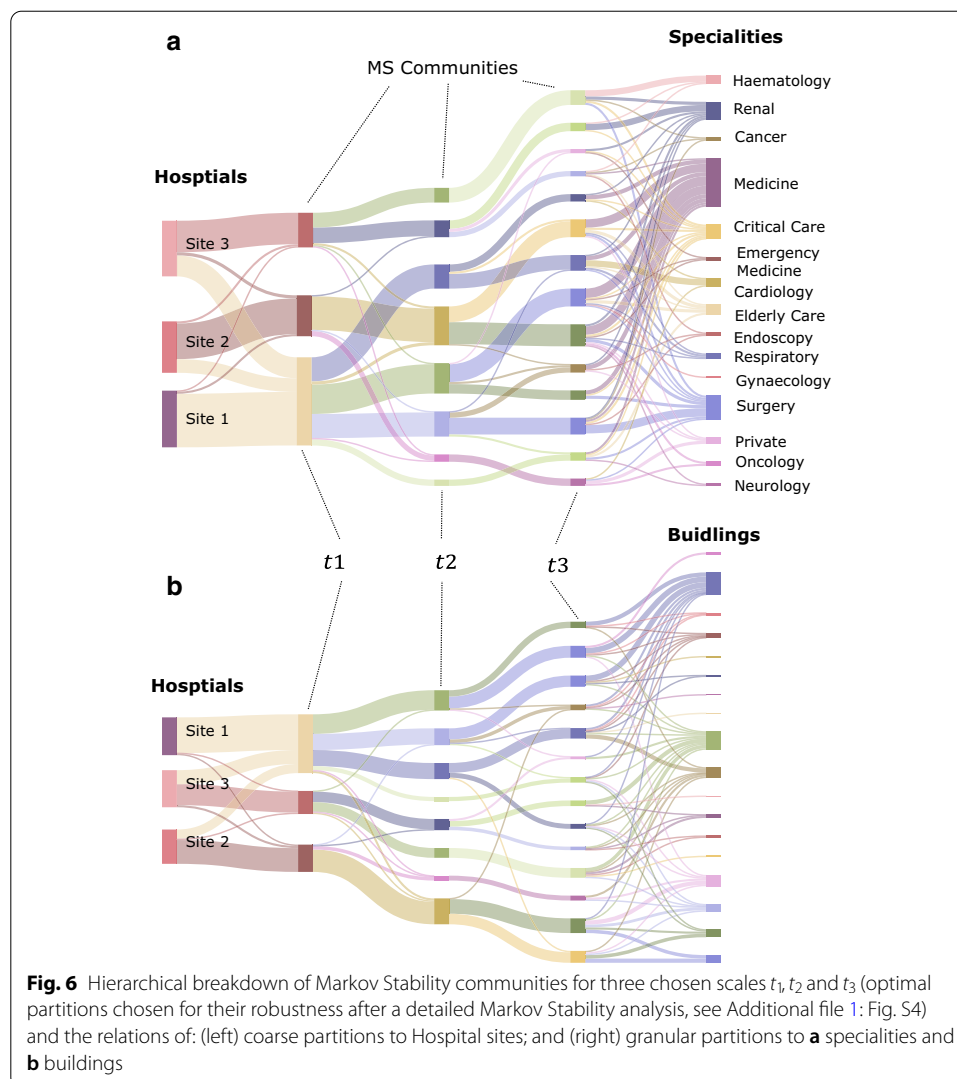 a
Specialities
MS Communities
Hosptials
Site 3
Site 2
Site 1
Haematology
Renal
Cancer
Medicine
Critical Care
Emergency
Medicine
Cardiology
Elderly Care
Endoscopy
Respiratory
Gynaecology
Surgery
Private
Oncology
Neurology
t1
t2
t3
b
Buidlings
Hosptials
Site 1
Site 3
Site 2
Fig. 6 Hierarchical breakdown of Markov Stability communities for three chosen scales t1, t2 and t3 (optimal
partitions chosen for their robustness after a detailed Markov Stability analysis, see Additional file 1: Fig. S4)
and the relations of: (left) coarse partitions to Hospital sites; and (right) granular partitions to a specialities and
b buildings